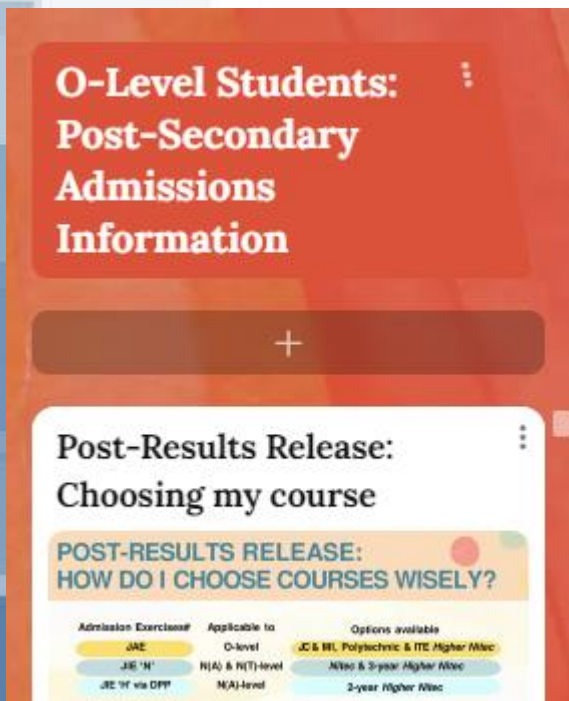 O-Level Students:
Post-Secondary
Admissions
Information
+
Post-Results Release:
Choosing my course
POST-RESULTS RELEASE:
HOW DO I CHOOSE COURSES WISELY?
Admission Exercises# Applicable to Options available
JAE O-level JC & MI, Polytechnic & ITE Higher Nitec
JIE 'N' N(A) & N(T)-level Nitec & 3-year Higher Nitec
JIE 'H' via DPP N(A)-level 2-year Higher Nitec